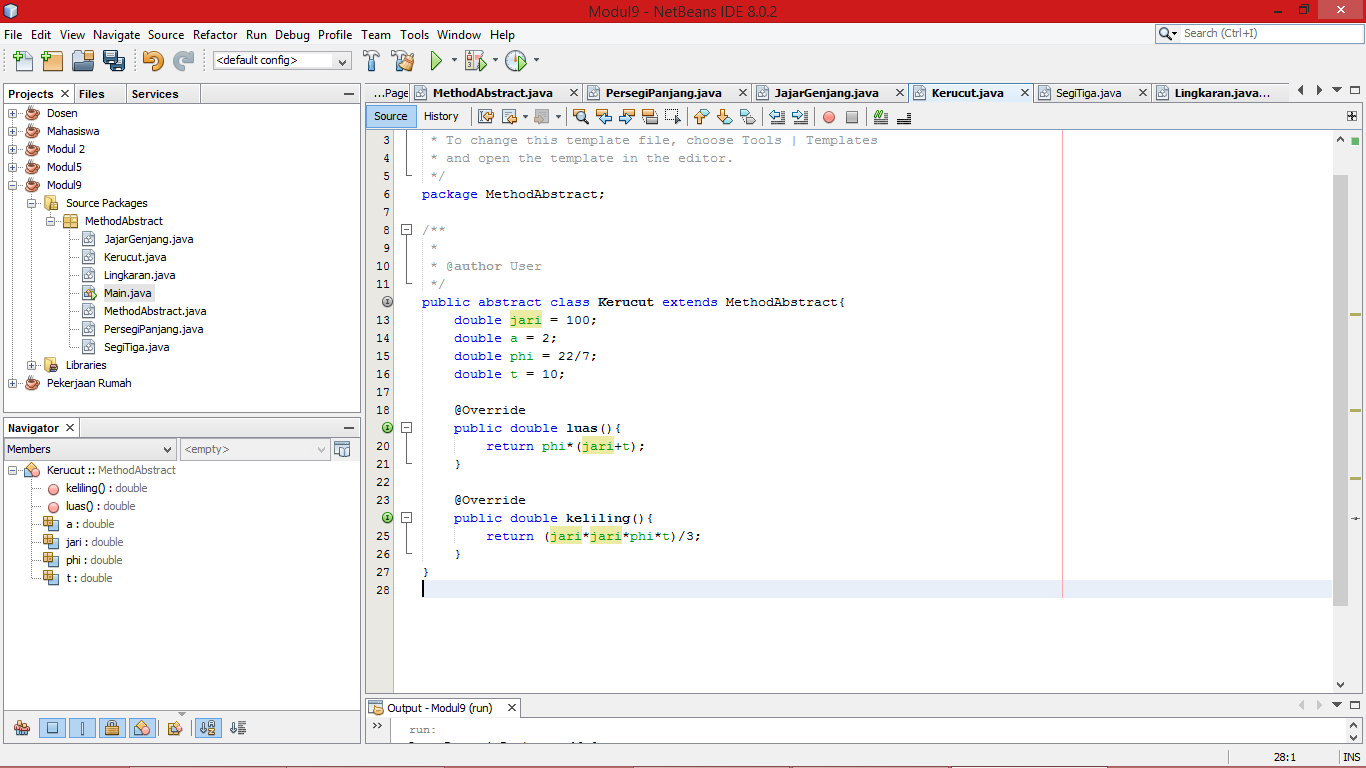 Modul9 - NetBeans IDE 8.0.2
File Edit View Navigate Source Refactor Run Debug Profile Team Tools Window Help
Search (Ctrl+I)
<default config>
Projects Files Services
Dosen
Mahasiswa
Modul 2
Modul5
Modul9
Source Packages
MethodAbstract
JajarGenjang.java
Kerucut.java
Lingkaran.java
Main.java
MethodAbstract.java
PersegiPanjang.java
SegiTiga.java
Libraries
Pekerjaan Rumah
Navigator
Members <empty>
Kerucut :: MethodAbstract
keliling() : double
luas() : double
a : double
jari : double
phi : double
t : double
...Page MethodAbstract.java PersegiPanjang.java JajarGenjang.java Kerucut.java SegiTiga.java Lingkaran.java...
Source History
3 * To change this template file, choose Tools | Templates
4 * and open the template in the editor.
5 */
6 package MethodAbstract;
7
8 /**
9 *
10 * @author User
11 */
public abstract class Kerucut extends MethodAbstract{
13 double jari = 100;
14 double a = 2;
15 double phi = 22/7;
16 double t = 10;
17
18 @Override
public double luas(){
20 return phi*(jari+t);
21 }
22
23 @Override
public double keliling(){
25 return (jari*jari*phi*t)/3;
26 }
27 }
28
Output - Modul9 (run)
run:
28:1 INS